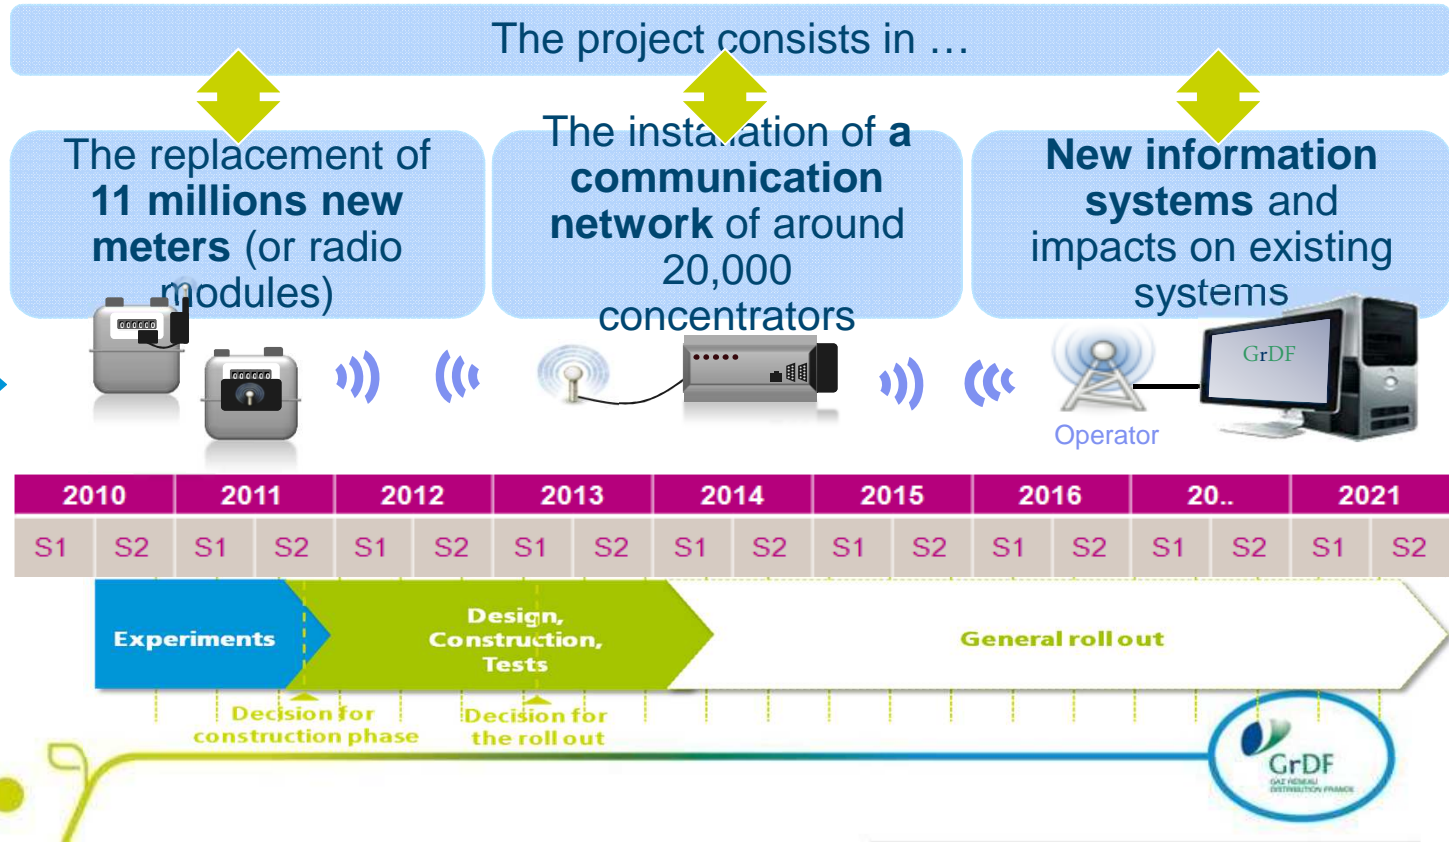 The project consists in …
The replacement of
11 millions new
meters (or radio
modules)
The installation of a
communication
network of around
20,000
concentrators
New information
systems and
impacts on existing
systems
GrDF
Operator
2010 2011 2012 2013 2014 2015 2016 20.. 2021
S1 S2 S1 S2 S1 S2 S1 S2 S1 S2 S1 S2 S1 S2 S1 S2 S1 S2
Experiments
Design,
Construction,
Tests
General roll out
Decision for
construction phase
Decision for
the roll out
GrDF
GAZ RÉSEAU
DISTRIBUTION FRANCE